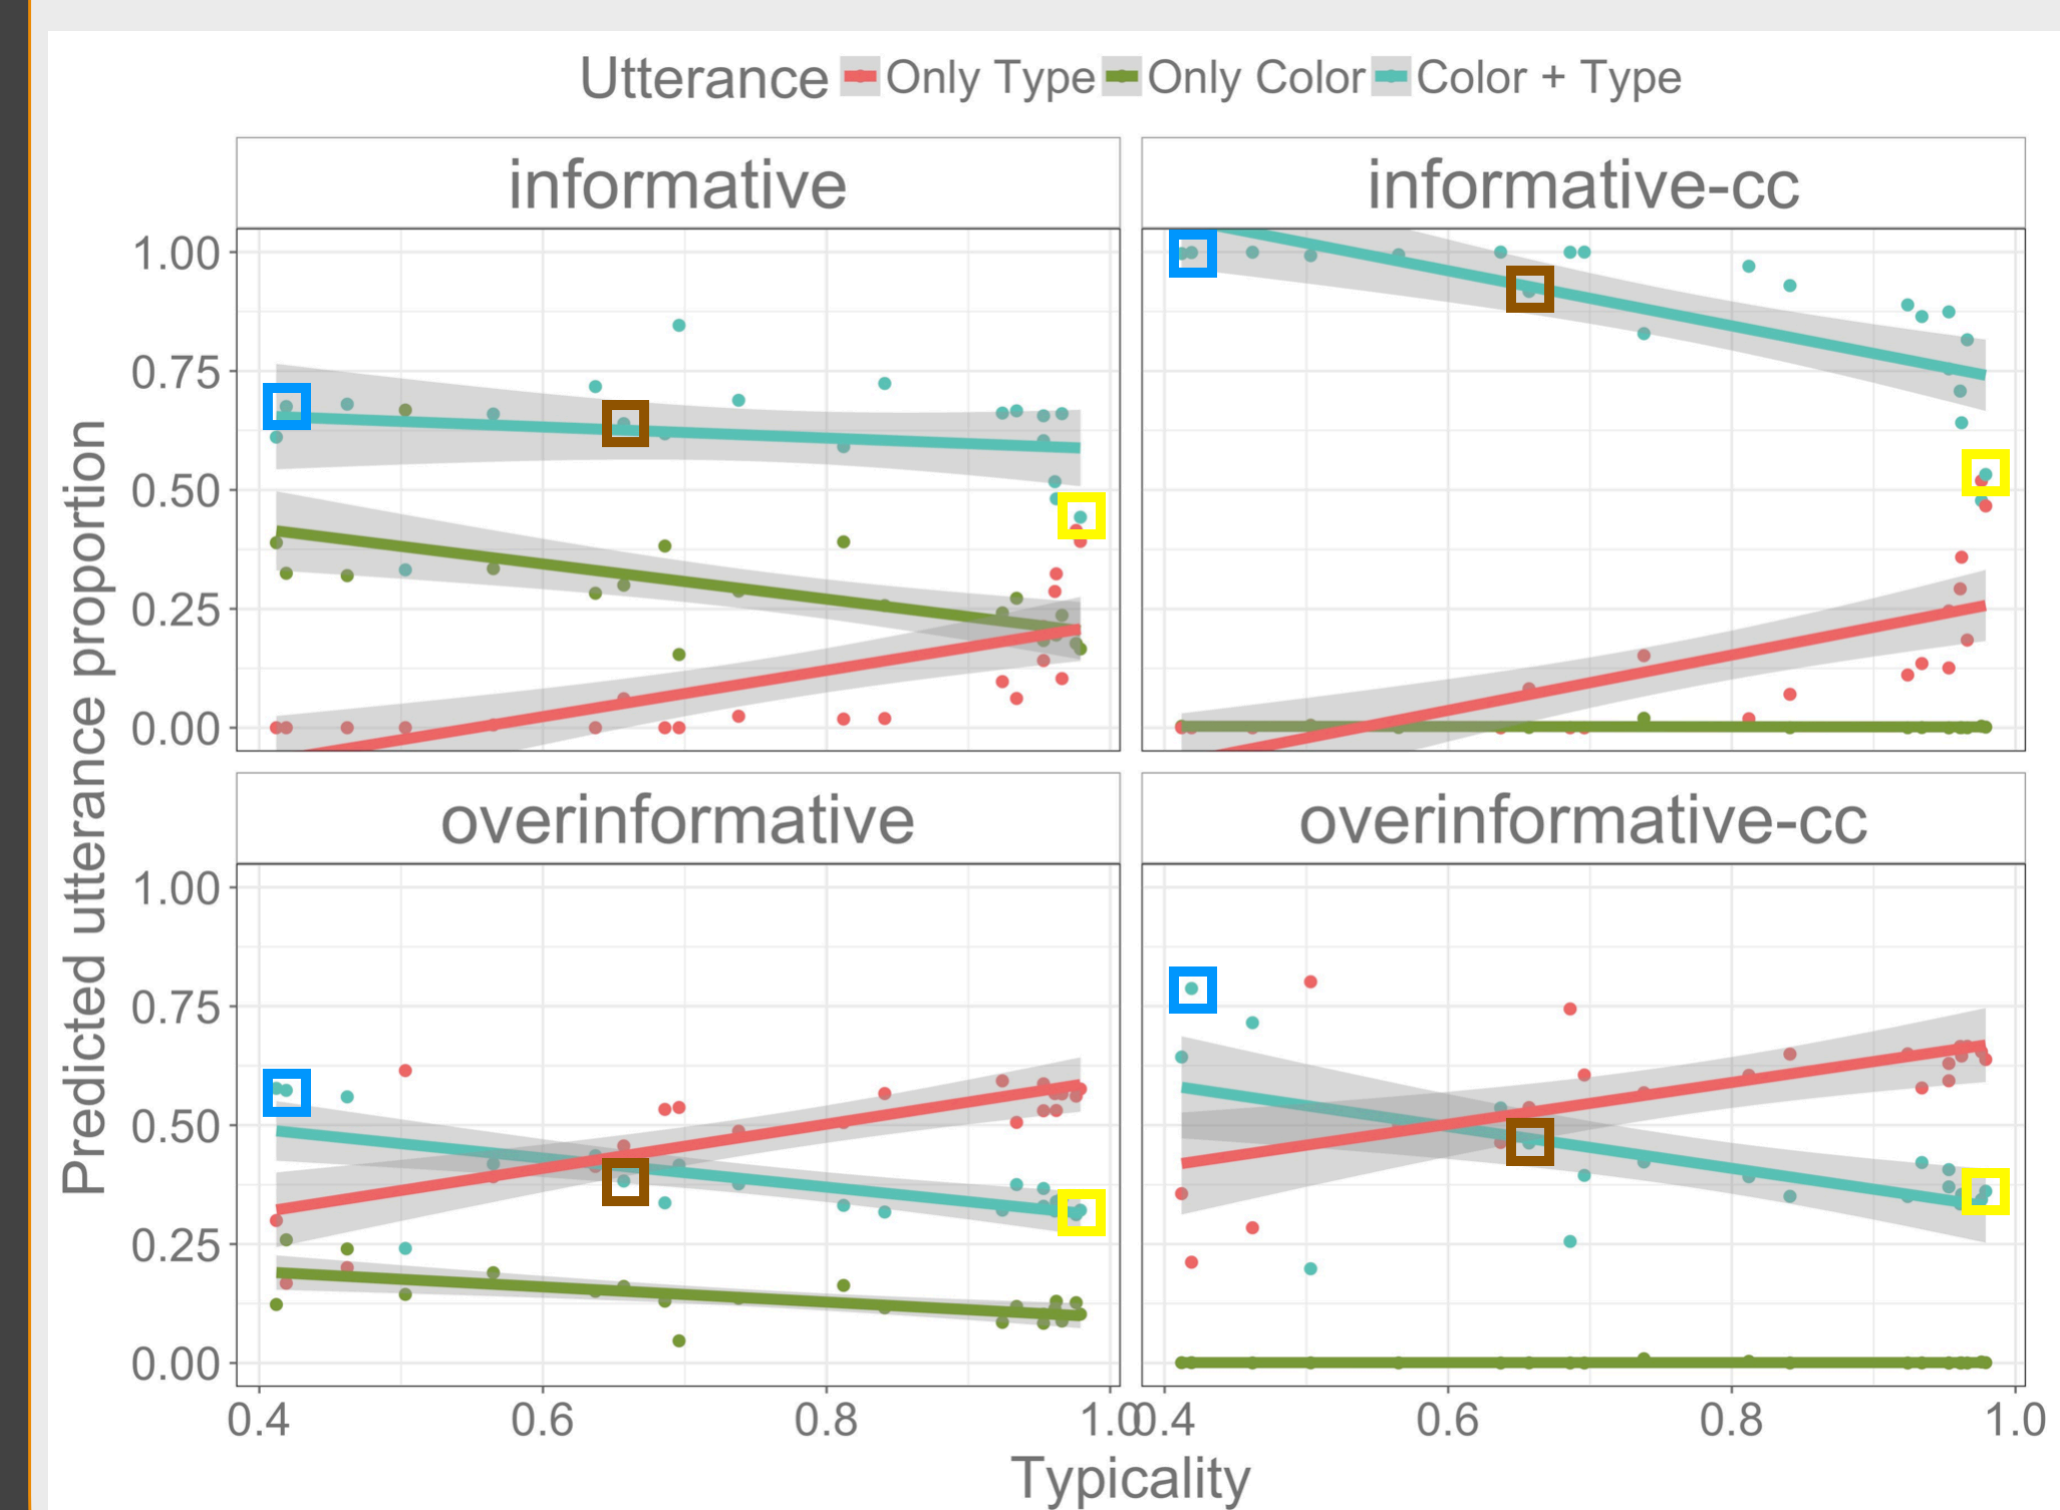 Utterance Only Type Only Color Color + Type
informative informative-cc
1.00
0.75
0.50
0.25
0.00
overinformative overinformative-cc
1.00
0.75
0.50
0.25
0.00
0.4 0.6 0.8 1.0 0.4 0.6 0.8 1.0
Typicality
Predicted utterance proportion